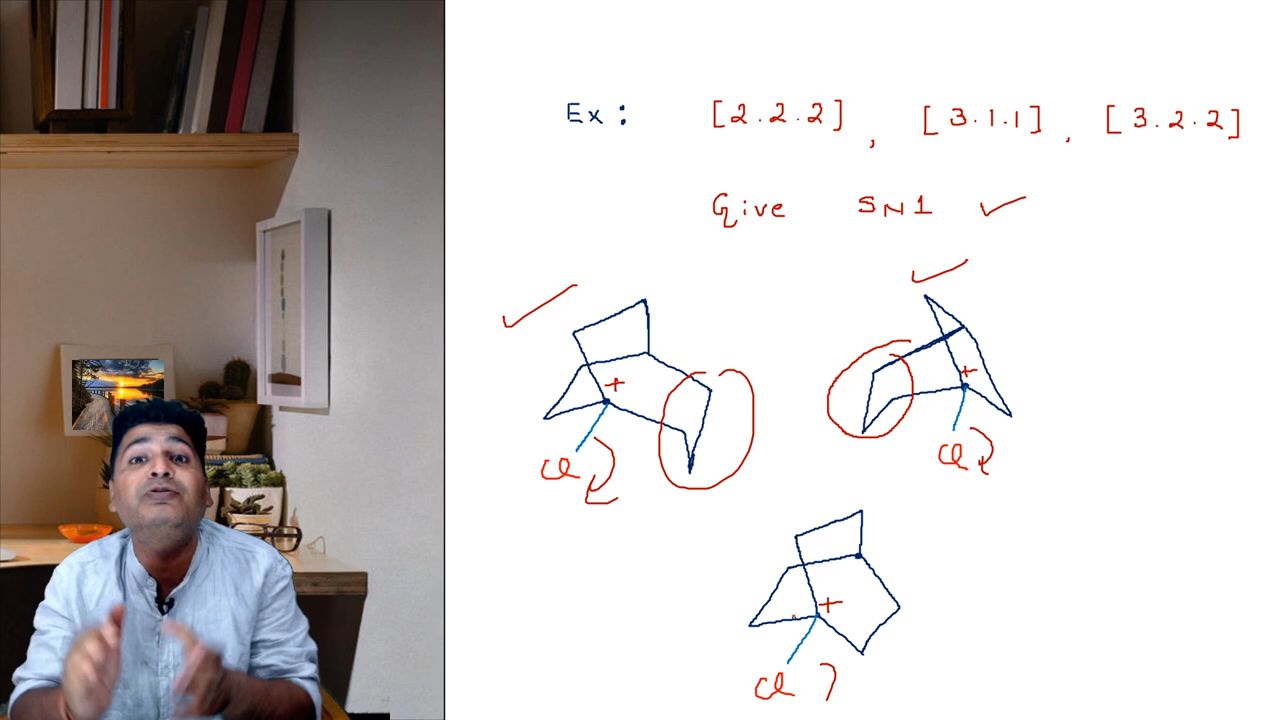 Ex : [2.2.2] , [3.1.1] , [3.2.2]
Give SN1 ✓
+ +
Cl Cl
+
Cl